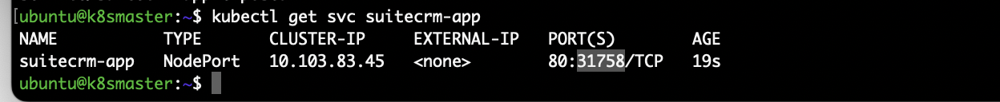 [ubuntu@k8smaster:~$ kubectl get svc suitecrm-app
NAME           TYPE       CLUSTER-IP     EXTERNAL-IP   PORT(S)        AGE
suitecrm-app   NodePort   10.103.83.45   <none>        80:31758/TCP   19s
ubuntu@k8smaster:~$